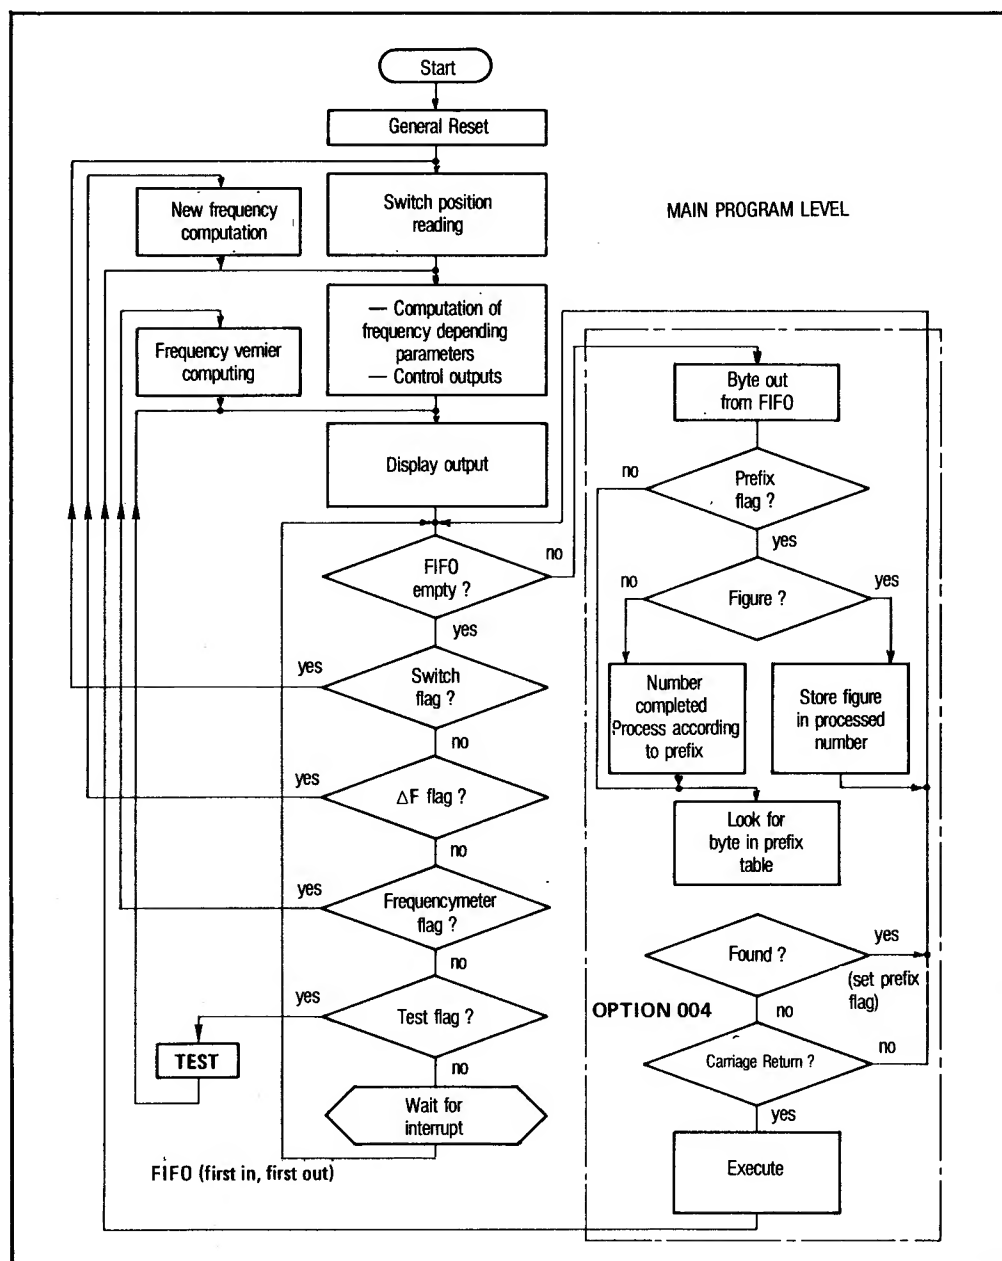 Start
General Reset
Switch position
reading
New frequency
computation
MAIN PROGRAM LEVEL
— Computation of
frequency depending
parameters
— Control outputs
Frequency vernier
computing
Display output
FIFO
empty ?
no
yes
Switch
flag ?
yes
no
ΔF flag ?
yes
no
Frequencymeter
flag ?
yes
no
Test flag ?
yes
no
TEST
Wait for
interrupt
FIFO (first in, first out)
Byte out
from FIFO
Prefix
flag ?
no
yes
Figure ?
no
yes
Number
completed
Process according
to prefix
Store figure
in processed
number
Look for
byte in prefix
table
Found ?
yes
(set prefix
flag)
no
OPTION 004
Carriage Return ?
no
yes
Execute